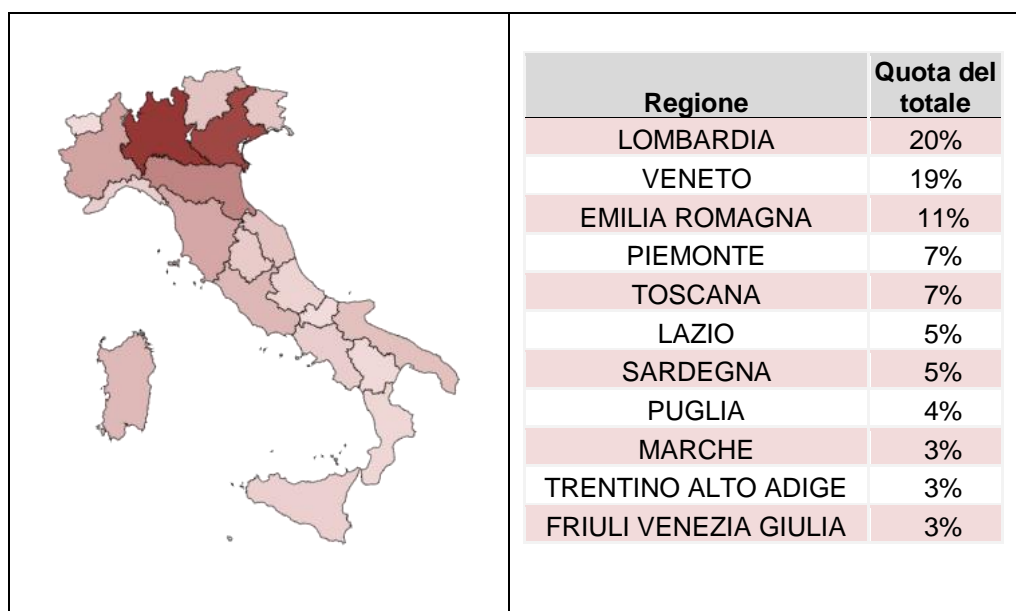 Regione Quota del totale
LOMBARDIA 20%
VENETO 19%
EMILIA ROMAGNA 11%
PIEMONTE 7%
TOSCANA 7%
LAZIO 5%
SARDEGNA 5%
PUGLIA 4%
MARCHE 3%
TRENTINO ALTO ADIGE 3%
FRIULI VENEZIA GIULIA 3%